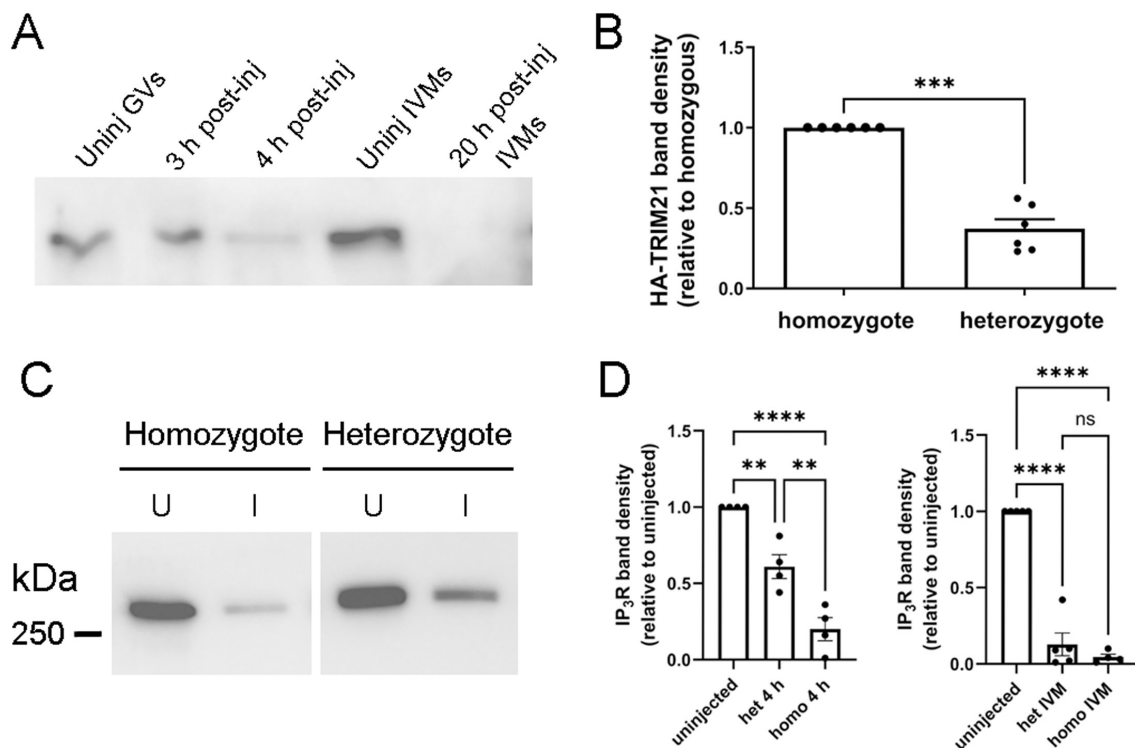 A
Uninj GVs
3 h post-inj
4 h post-inj
Uninj IVMs
20 h post-inj
IVMs
B
HA-TRIM21 band density
(relative to homozygous)
1.0
0.5
0.0
***
homozygote
heterozygote
C
Homozygote Heterozygote
U I U I
kDa
250
D
IP3R band density
(relative to uninjected)
1.5
1.0
0.5
0.0
****
** **
uninjected
het 4 h
homo 4 h
IP3R band density
(relative to uninjected)
1.5
1.0
0.5
0.0
****
ns
****
uninjected
het IVM
homo IVM